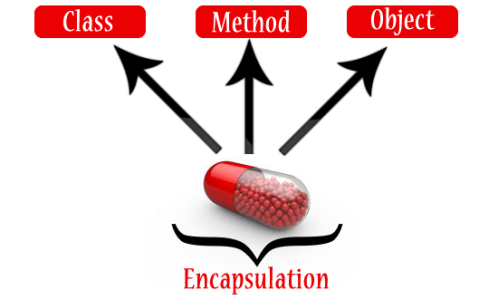 Class
Method
Object
Encapsulation